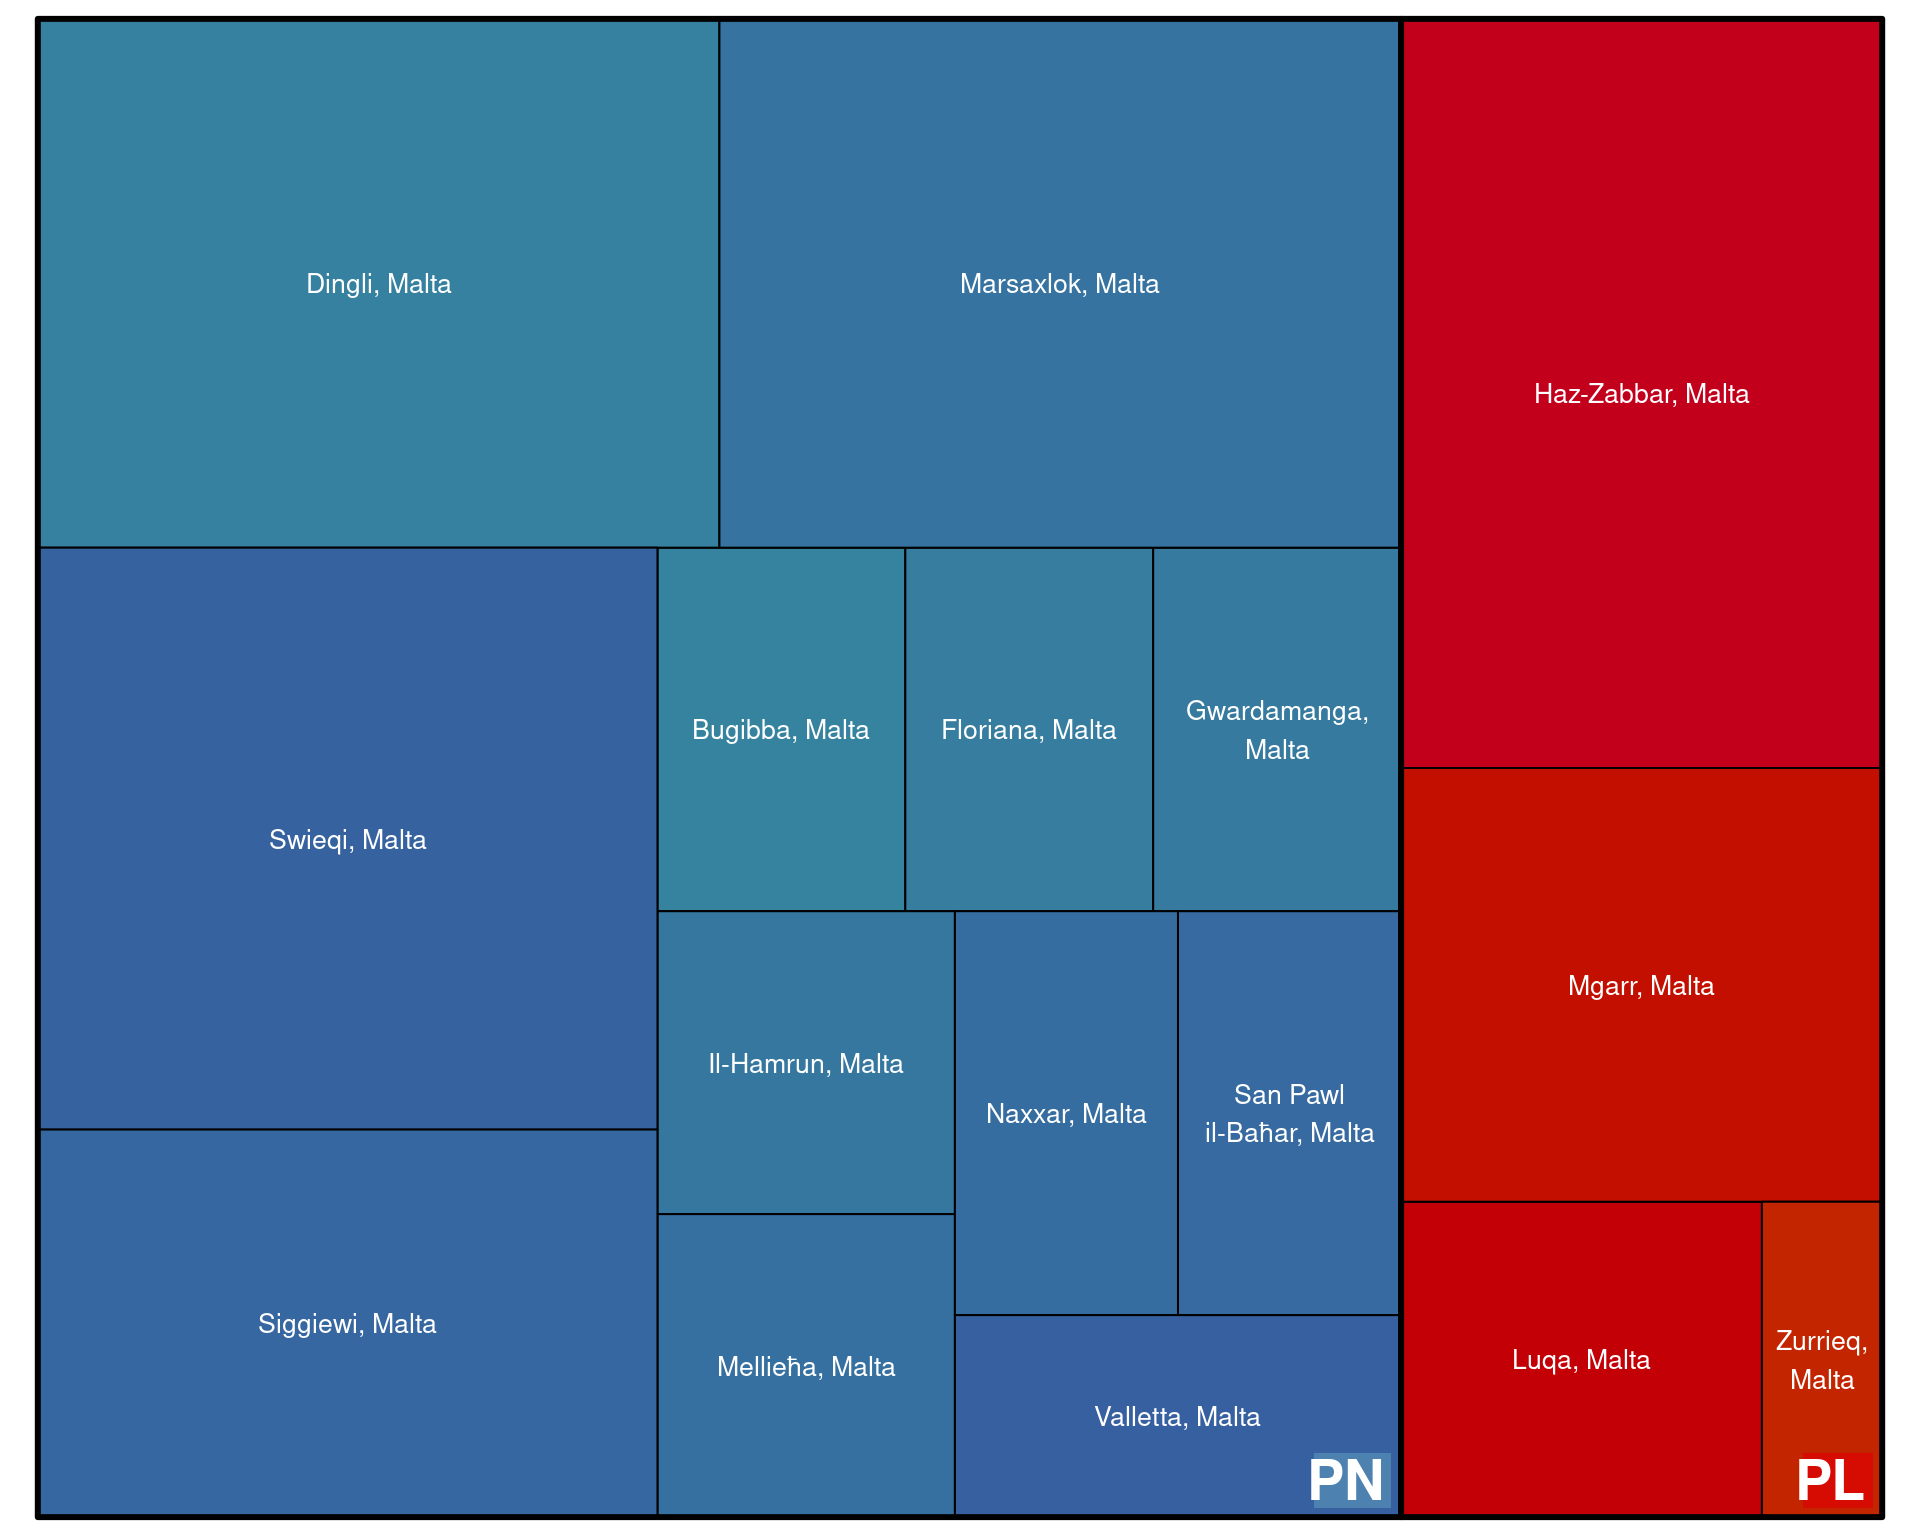 Dingli, Malta
Marsaxlok, Malta
Haz-Zabbar, Malta
Swieqi, Malta
Bugibba, Malta
Floriana, Malta
Gwardamanga,
Malta
Mgarr, Malta
Il-Hamrun, Malta
Naxxar, Malta
San Pawl
il-Baħar, Malta
Siggiewi, Malta
Mellieħa, Malta
Valletta, Malta
Luqa, Malta
Zurrieq,
Malta
PN
PL